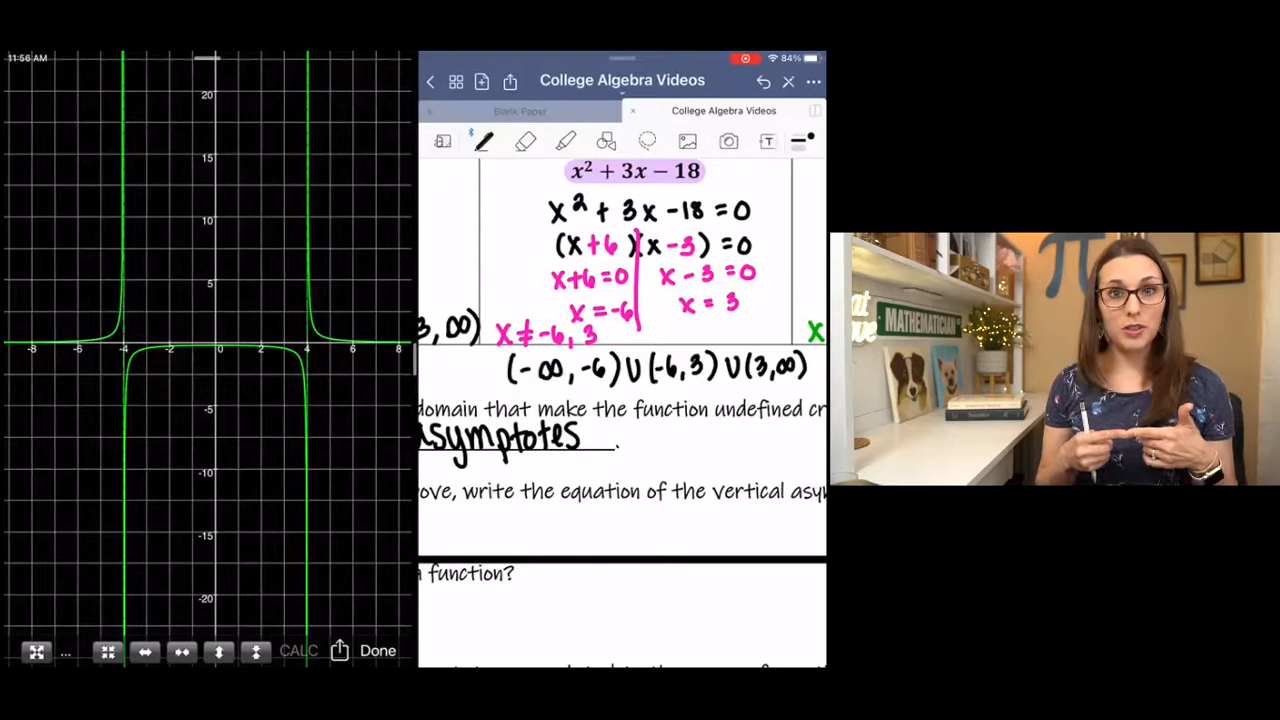 11:56 AM
20
15
10
5
-8 -4 -2 0 2 4 6 8
-5
-10
-15
-20
... CALC Done
84%
College Algebra Videos
Blank Paper × College Algebra Videos
T
x² + 3x − 18
x² + 3x -18 = 0
(x +6)(x -3) = 0
x+6=0 x - 3 = 0
x = -6 x = 3
3, ∞) x ≠ -6, 3 x
(-∞, -6) U (-6, 3) U (3, ∞)
domain that make the function undefined cr
asymptotes.
ove, write the equation of the vertical asy
function?
MATHEMATICIAN